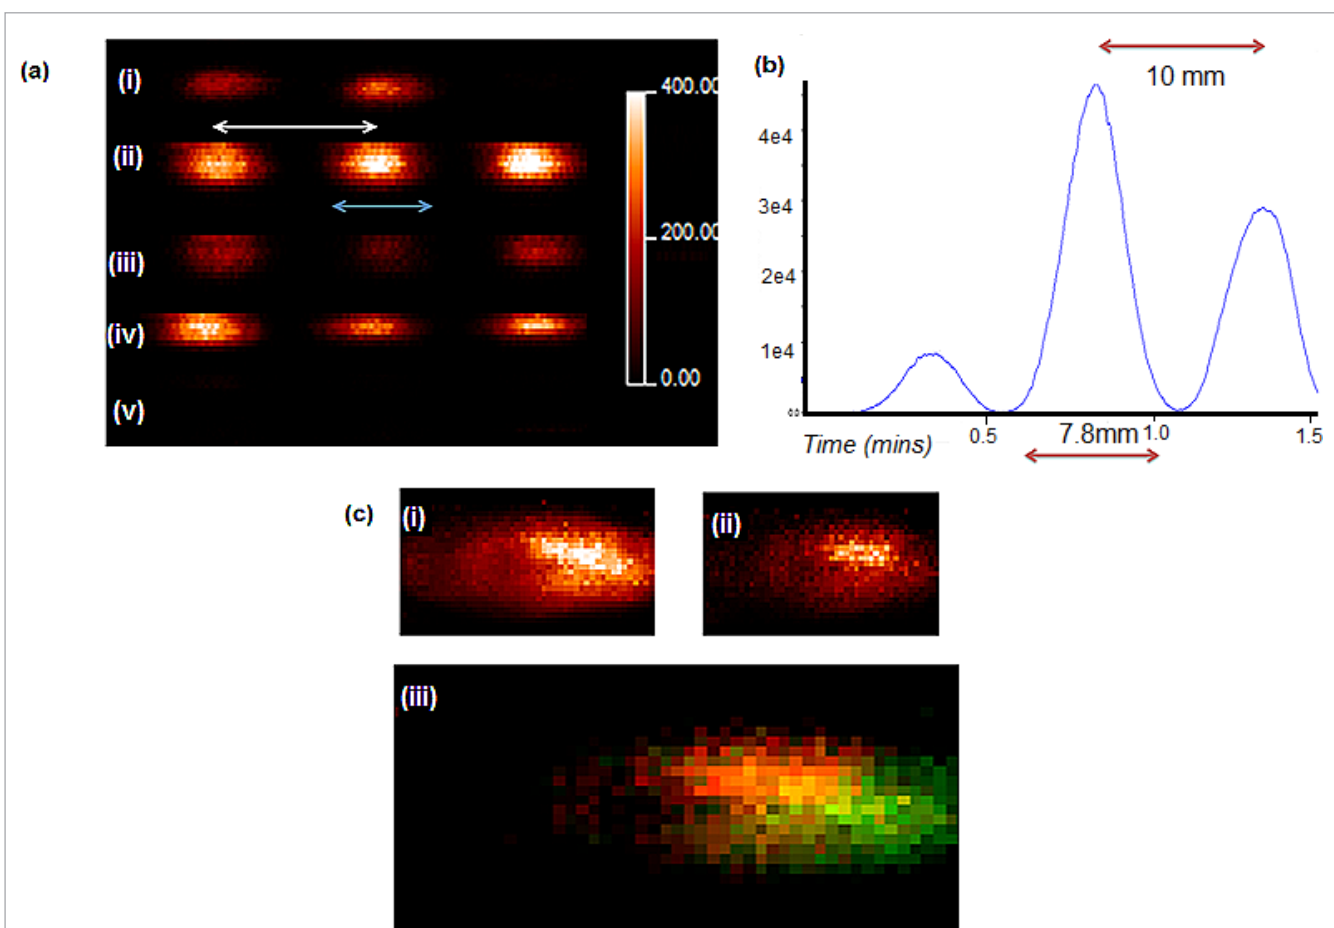 (a)
(i)
(ii)
(iii)
(iv)
(v)
400.00
200.00
0.00
(b)
10 mm
4e4
3e4
2e4
1e4
Time (mins) 0.5 7.8mm 1.0 1.5
(c)
(i)
(ii)
(iii)